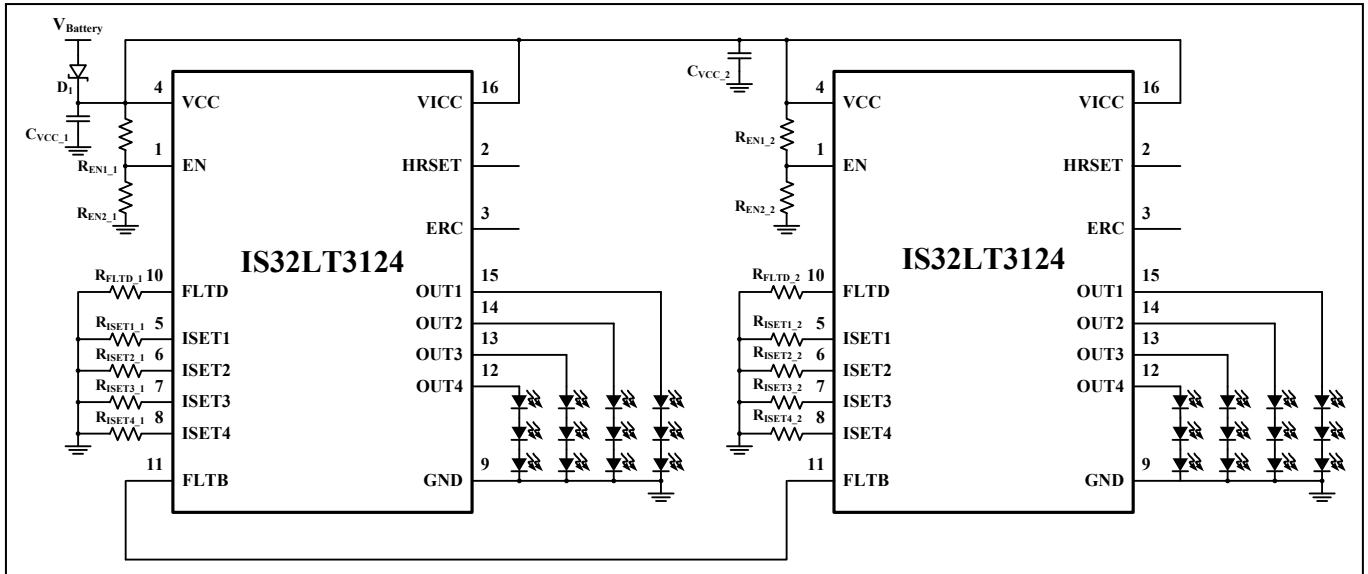 VBattery
D1
CVCC_1
4
VCC
VICC
16
1
EN
REN1_1
HRSET
2
REN2_1
ERC
3
IS32LT3124
RFLTD_1
10
FLTD
OUT1
15
OUT2
14
RISET1_1
5
ISET1
OUT3
13
RISET2_1
6
ISET2
OUT4
12
RISET3_1
7
ISET3
RISET4_1
8
ISET4
11
FLTB
GND
9
CVCC_2
4
VCC
VICC
16
REN1_2
1
EN
HRSET
2
REN2_2
ERC
3
IS32LT3124
RFLTD_2
10
FLTD
OUT1
15
OUT2
14
RISET1_2
5
ISET1
OUT3
13
RISET2_2
6
ISET2
OUT4
12
RISET3_2
7
ISET3
RISET4_2
8
ISET4
11
FLTB
GND
9